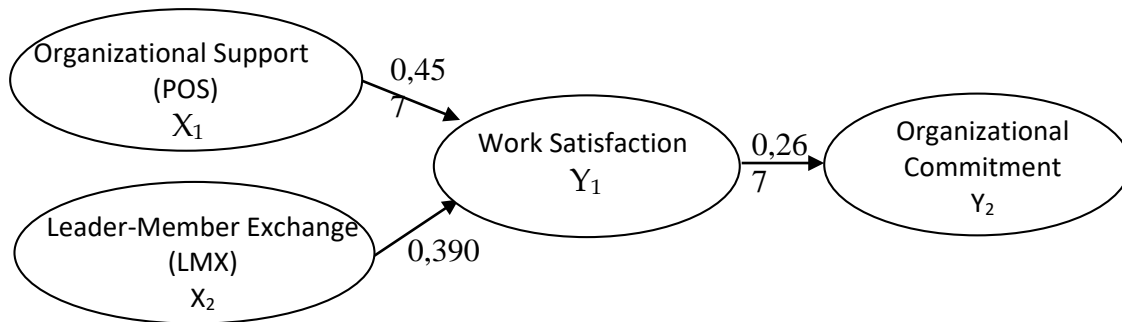 Organizational Support
(POS)
X₁
0,45
7
Work Satisfaction
Y₁
0,26
7
Organizational
Commitment
Y₂
Leader-Member Exchange
(LMX)
X₂
0,390